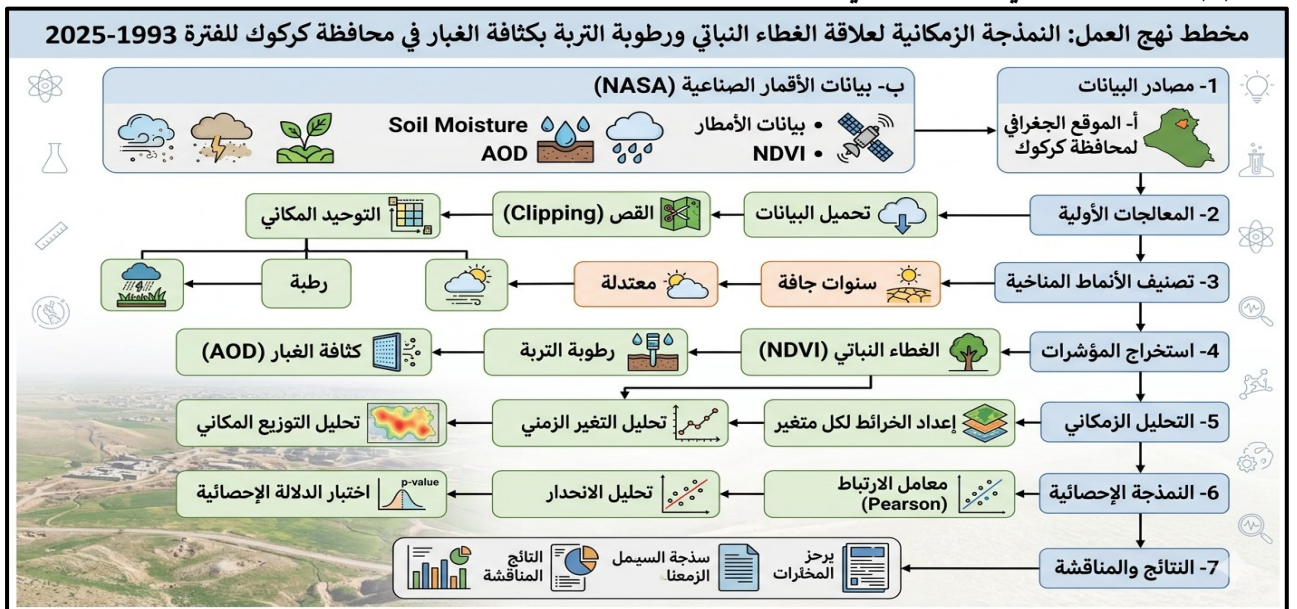 مخطط نهج العمل: النمذجة الزمكانية لعلاقة الغطاء النباتي ورطوبة التربة بكثافة الغبار في محافظة كركوك للفترة 1993-2025
1- مصادر البيانات
أ- الموقع الجغرافي
لمحافظة كركوك
ب- بيانات الأقمار الصناعية (NASA)
• بيانات الأمطار
• NDVI
Soil Moisture
AOD
2- المعالجات الأولية
تحميل البيانات
القص (Clipping)
التوحيد المكاني
3- تصنيف الأنماط المناخية
سنوات جافة
معتدلة
رطبة
4- استخراج المؤشرات
الغطاء النباتي (NDVI)
رطوبة التربة
كثافة الغبار (AOD)
5- التحليل الزمكاني
إعداد الخرائط لكل متغير
تحليل التغير الزمني
تحليل التوزيع المكاني
6- النمذجة الإحصائية
معامل الارتباط
(Pearson)
تحليل الانحدار
اختبار الدلالة الإحصائية
p-value
7- النتائج والمناقشة
يرحز
المخثرات
سذجة السيمل
الزمعنا
التائج
المناقشة